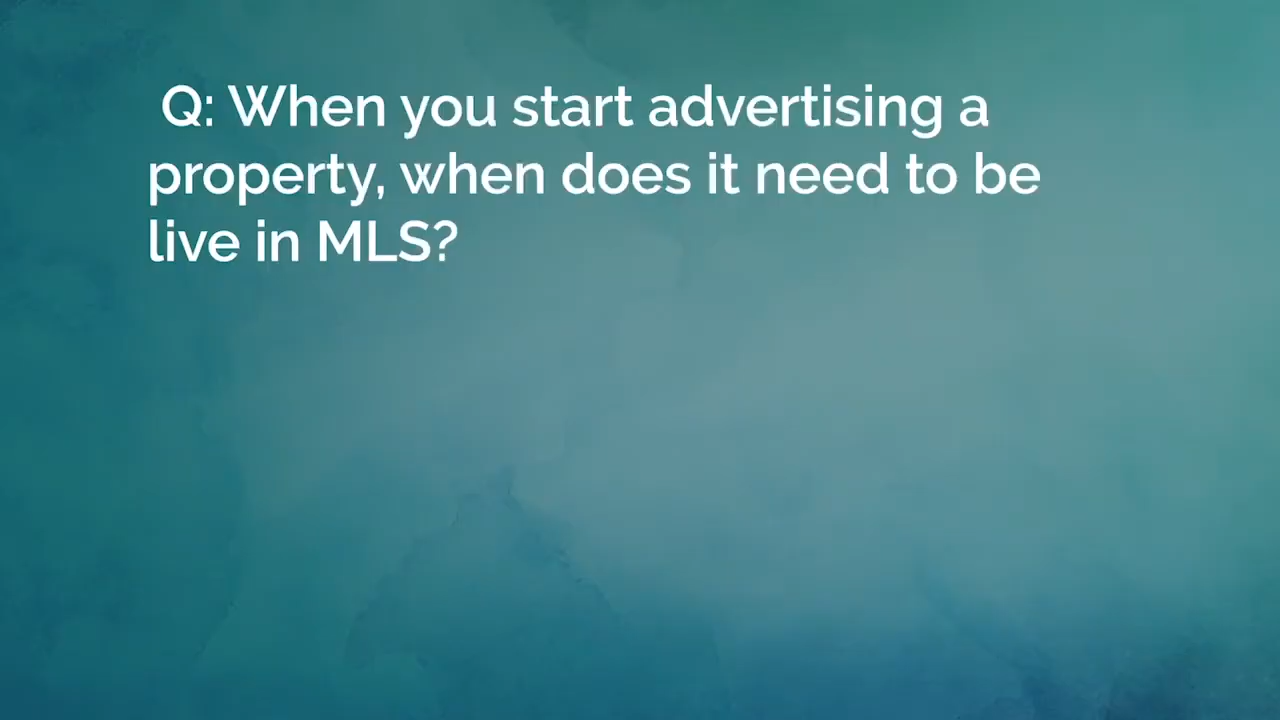 Q: When you start advertising a
property, when does it need to be
live in MLS?